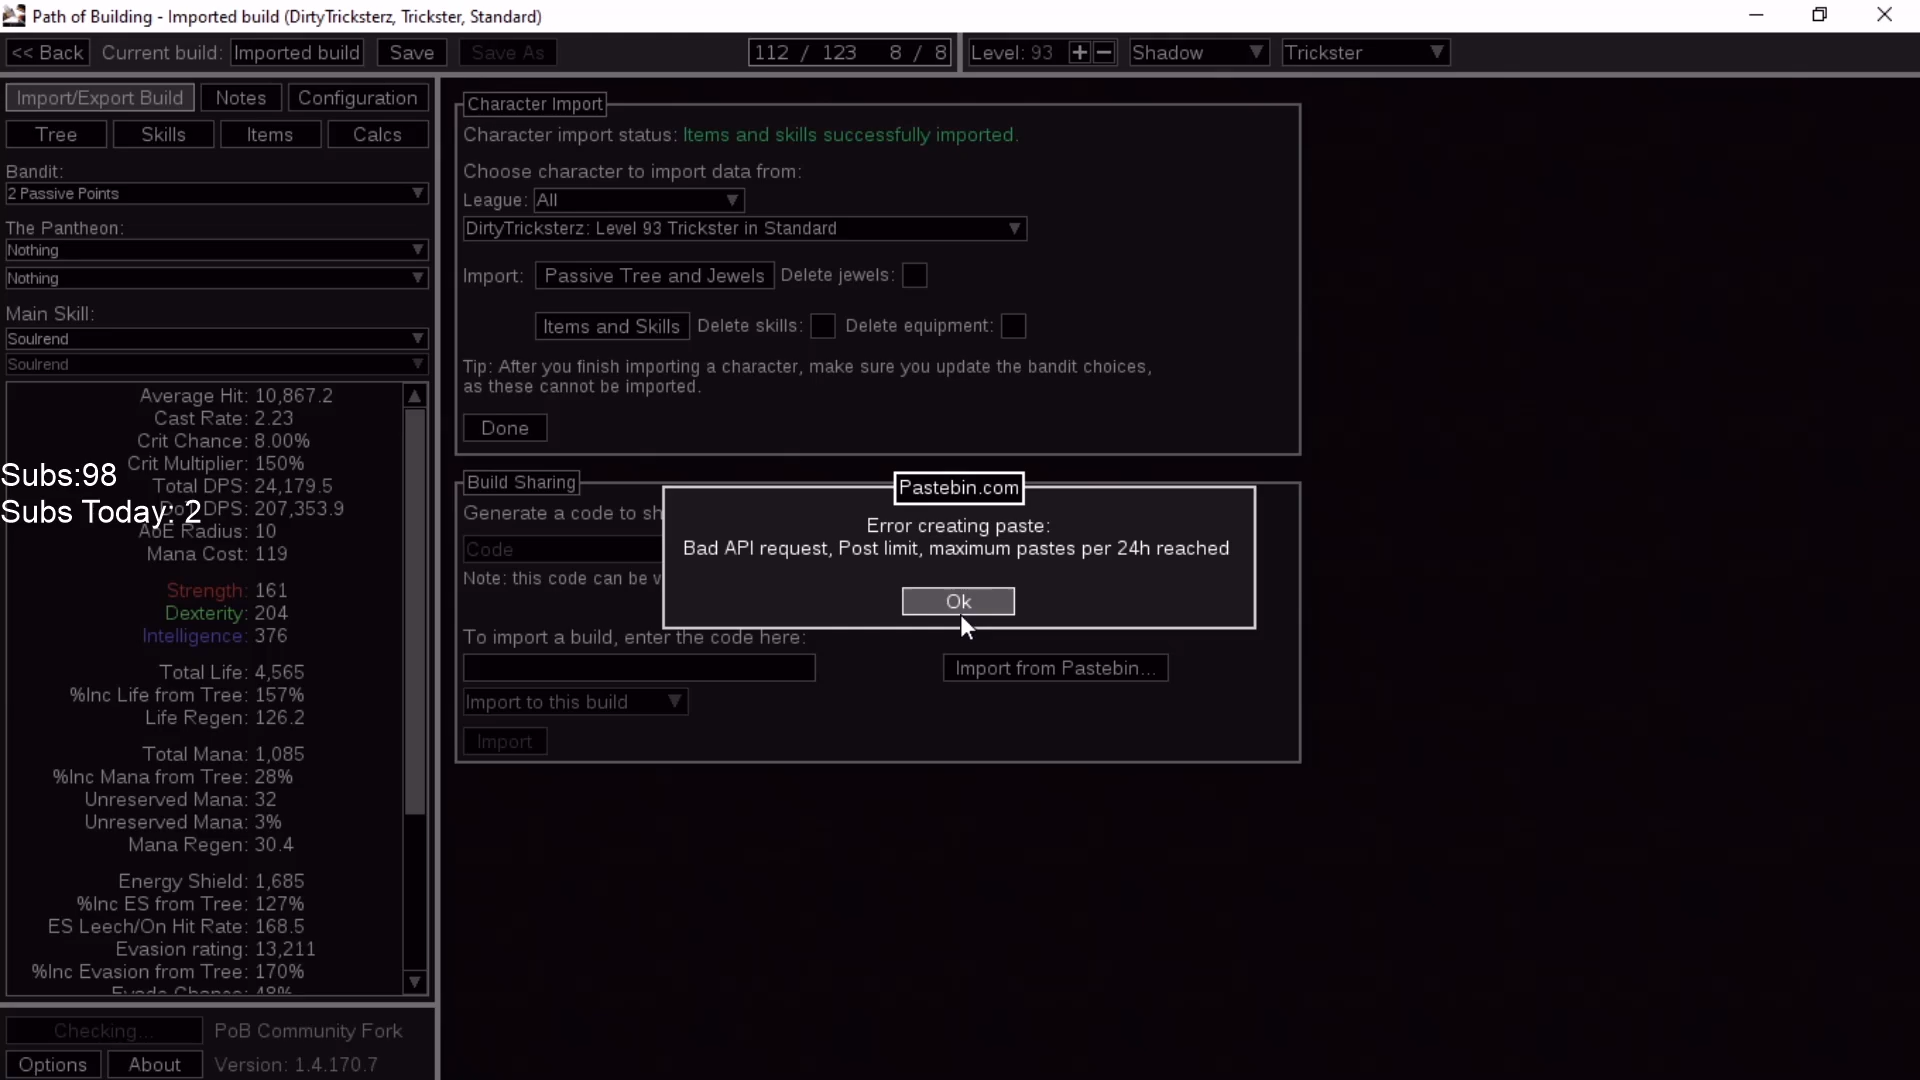 Path of Building - Imported build (DirtyTricksterz, Trickster, Standard)
<< Back Current build: Imported build Save Save As 112 / 123 8 / 8 Level: 93 + − Shadow Trickster
Import/Export Build Notes Configuration
Tree Skills Items Calcs
Bandit:
2 Passive Points
The Pantheon:
Nothing
Nothing
Main Skill:
Soulrend
Soulrend
Average Hit: 10,867.2
Cast Rate: 2.23
Crit Chance: 8.00%
Crit Multiplier: 150%
Subs:98
Total DPS: 24,179.5
DPS: 207,353.9
Subs Today: 2
AoE Radius: 10
Mana Cost: 119
Strength: 161
Dexterity: 204
Intelligence: 376
Total Life: 4,565
%Inc Life from Tree: 157%
Life Regen: 126.2
Total Mana: 1,085
%Inc Mana from Tree: 28%
Unreserved Mana: 32
Unreserved Mana: 3%
Mana Regen: 30.4
Energy Shield: 1,685
%Inc ES from Tree: 127%
ES Leech/On Hit Rate: 168.5
Evasion rating: 13,211
%Inc Evasion from Tree: 170%
Evade Chance: 48%
Checking... PoB Community Fork
Options About Version: 1.4.170.7
Character Import
Character import status: Items and skills successfully imported.
Choose character to import data from:
League: All
DirtyTricksterz: Level 93 Trickster in Standard
Import: Passive Tree and Jewels Delete jewels:
Items and Skills Delete skills: Delete equipment:
Tip: After you finish importing a character, make sure you update the bandit choices,
as these cannot be imported.
Done
Build Sharing
Generate a code to sh
Code
Note: this code can be v
Pastebin.com
Error creating paste:
Bad API request, Post limit, maximum pastes per 24h reached
Ok
To import a build, enter the code here:
Import from Pastebin...
Import to this build
Import